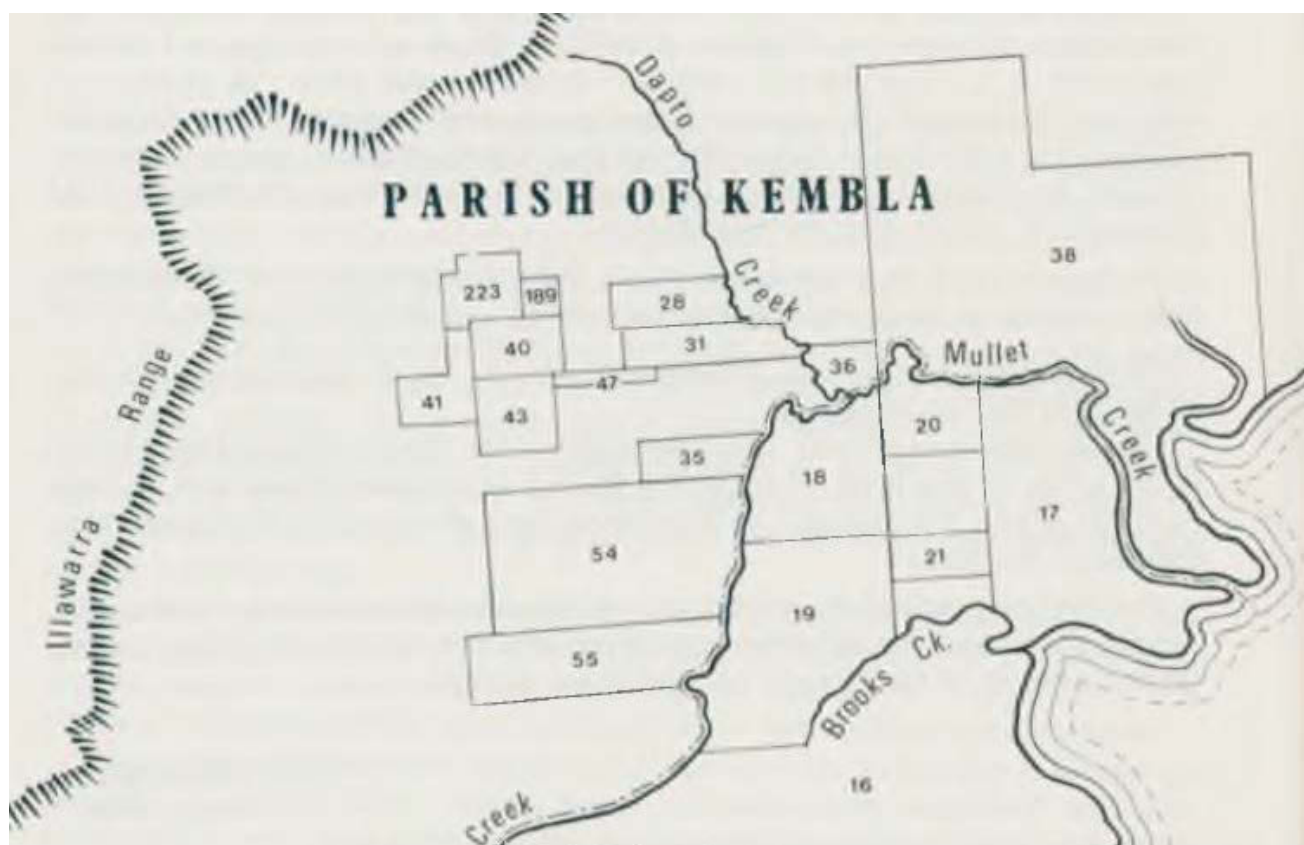 Dapto
Creek
PARISH OF KEMBLA
38
223
189
28
40
31
36
Mullet
Creek
47
41
43
20
35
18
17
54
21
19
55
Illawarra
Range
Brooks
Ck.
16
Creek